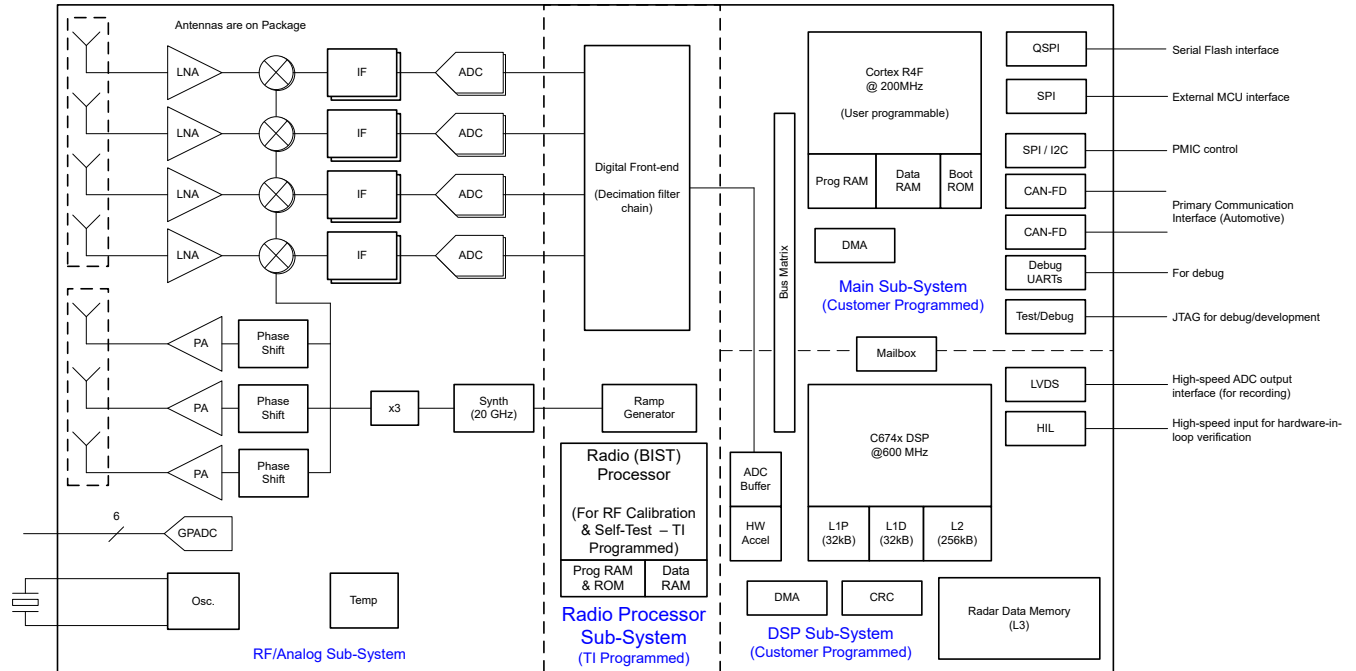 Antennas are on Package
LNA
IF
ADC
LNA
IF
ADC
LNA
IF
ADC
LNA
IF
ADC
Digital Front-end
(Decimation filter
chain)
PA
Phase
Shift
PA
Phase
Shift
PA
Phase
Shift
x3
Synth
(20 GHz)
Ramp
Generator
6
GPADC
Osc.
Temp
RF/Analog Sub-System
Radio (BIST)
Processor
(For RF Calibration
& Self-Test – TI
Programmed)
Prog RAM
& ROM
Data
RAM
Radio Processor
Sub-System
(TI Programmed)
Bus Matrix
Cortex R4F
@ 200MHz
(User programmable)
Prog RAM
Data
RAM
Boot
ROM
DMA
Main Sub-System
(Customer Programmed)
QSPI
Serial Flash interface
SPI
External MCU interface
SPI / I2C
PMIC control
CAN-FD
CAN-FD
Primary Communication
Interface (Automotive)
Debug
UARTs
For debug
Test/Debug
JTAG for debug/development
Mailbox
LVDS
High-speed ADC output
interface (for recording)
HIL
High-speed input for hardware-in-
loop verification
ADC
Buffer
HW
Accel
C674x DSP
@600 MHz
L1P
(32kB)
L1D
(32kB)
L2
(256kB)
DMA
CRC
Radar Data Memory
(L3)
DSP Sub-System
(Customer Programmed)